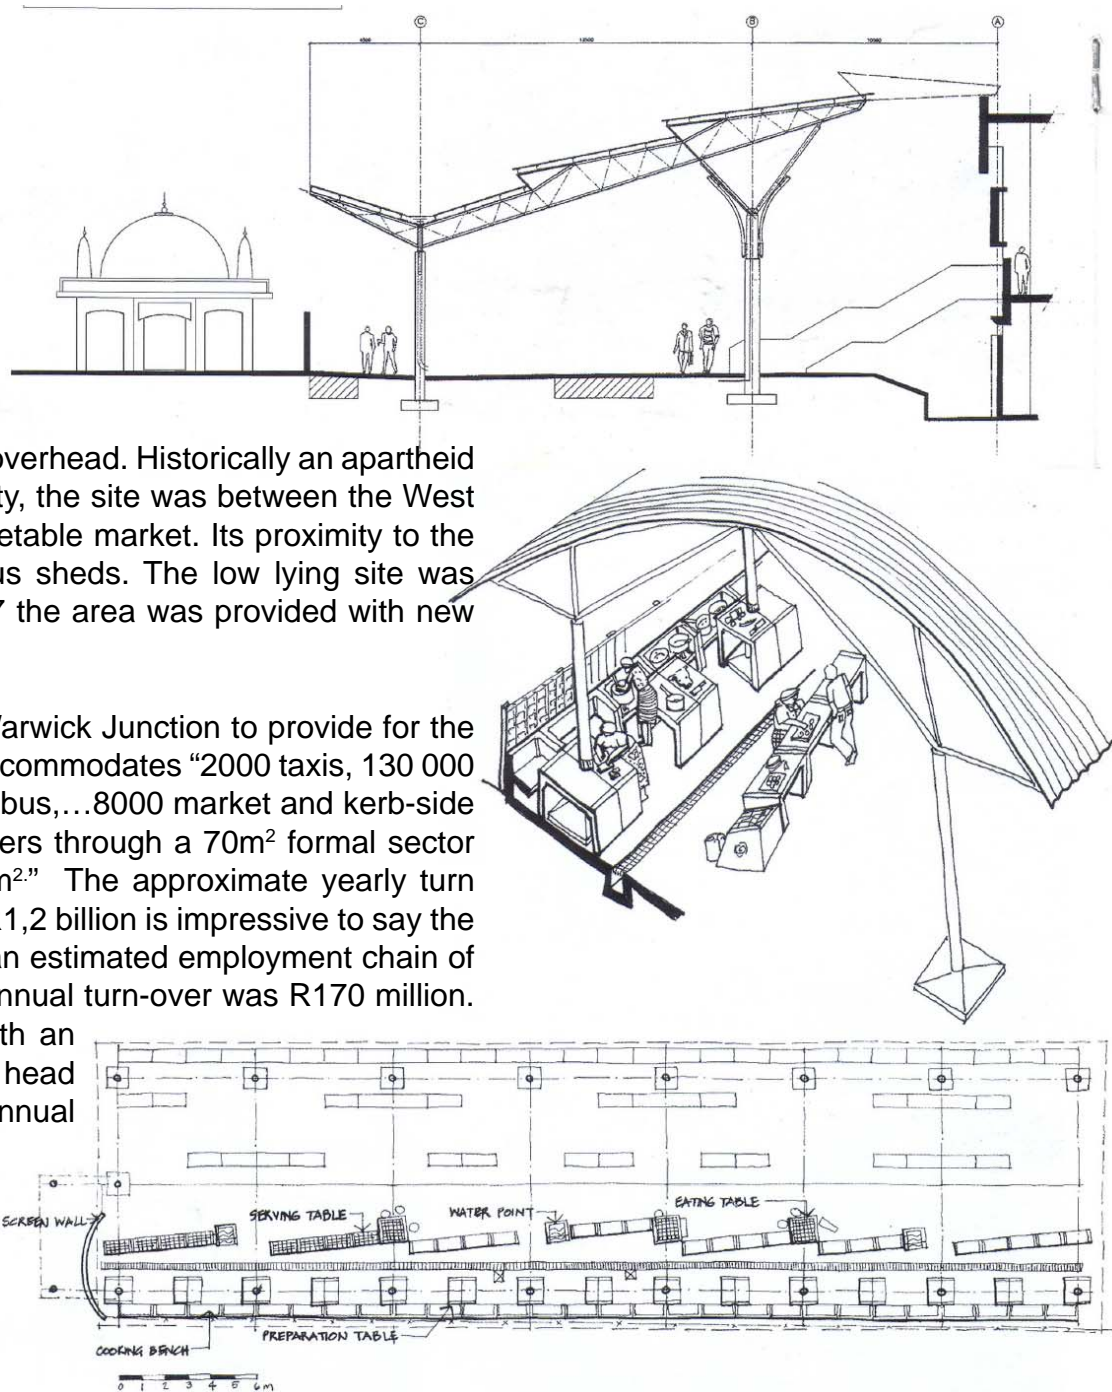 C
B
A
12000
overhead. Historically an apartheid
ty, the site was between the West
etable market. Its proximity to the
us sheds. The low lying site was
7 the area was provided with new
Warwick Junction to provide for the
commodates “2000 taxis, 130 000
bus,…8000 market and kerb-side
ers through a 70m² formal sector
m².” The approximate yearly turn
1,2 billion is impressive to say the
an estimated employment chain of
nnual turn-over was R170 million.
th an
head
nnual
SCREEN WALL
SERVING TABLE
WATER POINT
EATING TABLE
PREPARATION TABLE
COOKING BENCH
0 1 2 3 4 5 6m